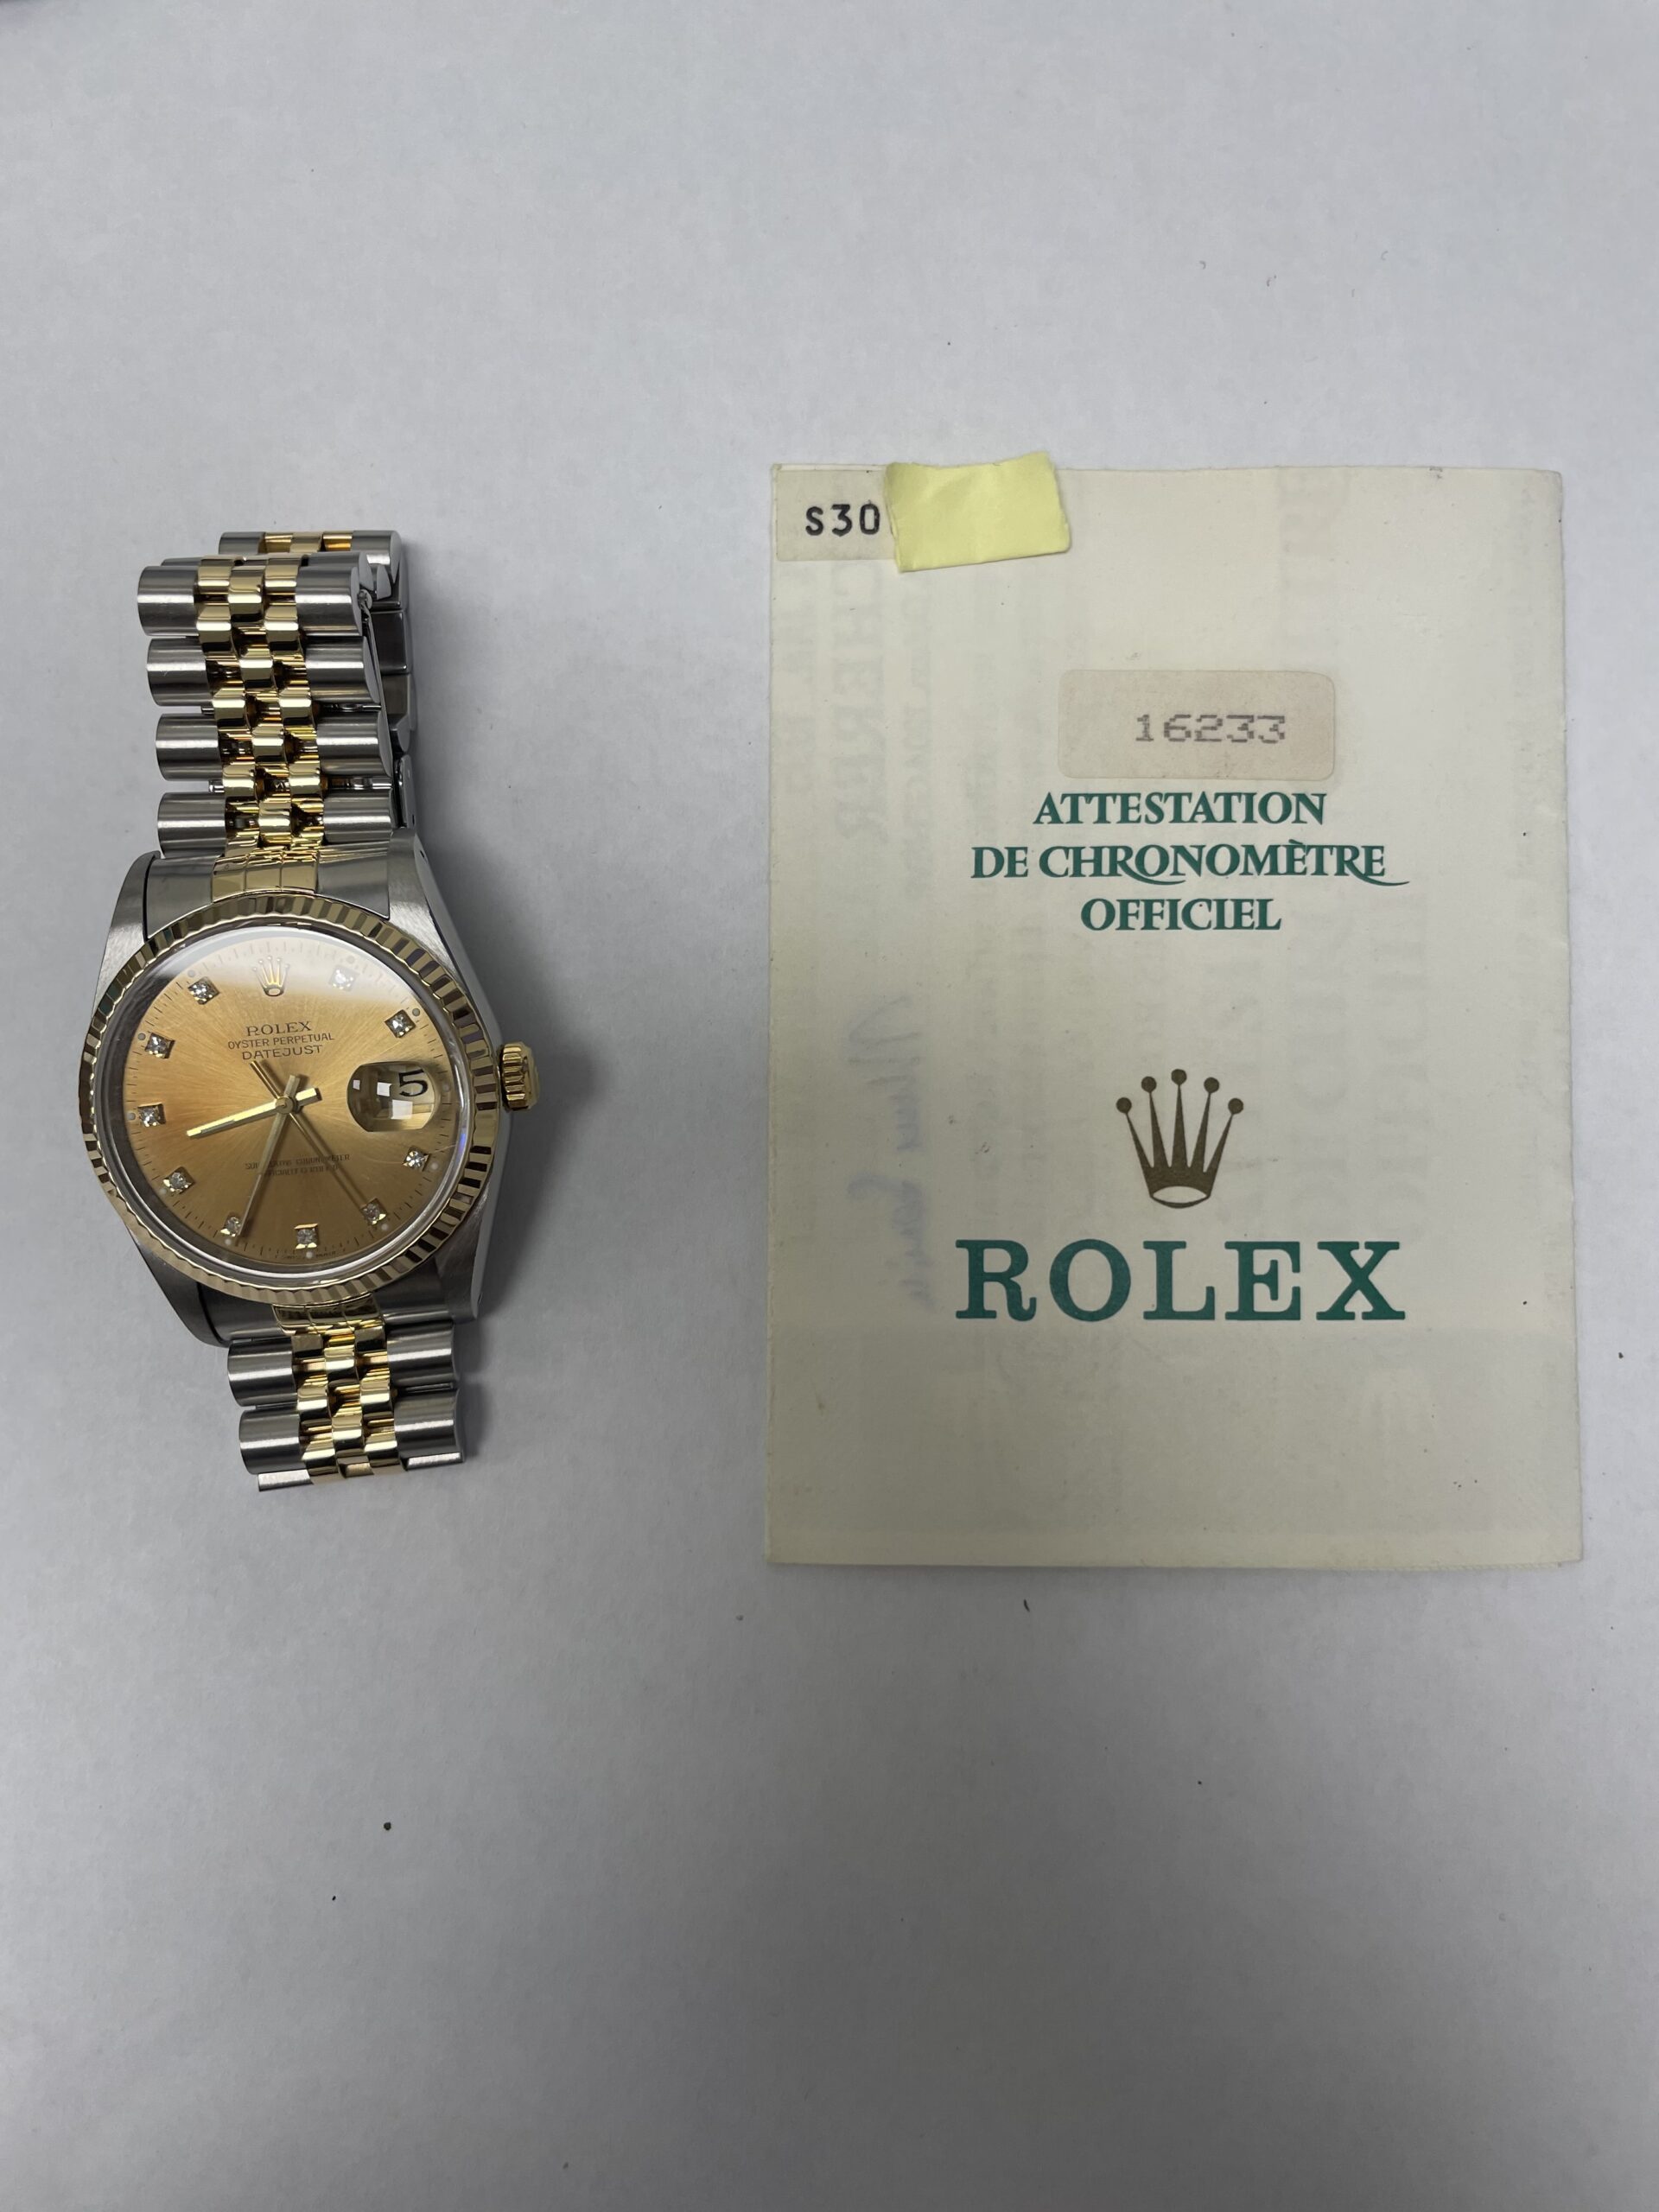 ROLEX
OYSTER PERPETUAL
DATEJUST
5
S30
16233
ATTESTATION
DE CHRONOMÈTRE
OFFICIEL
ROLEX